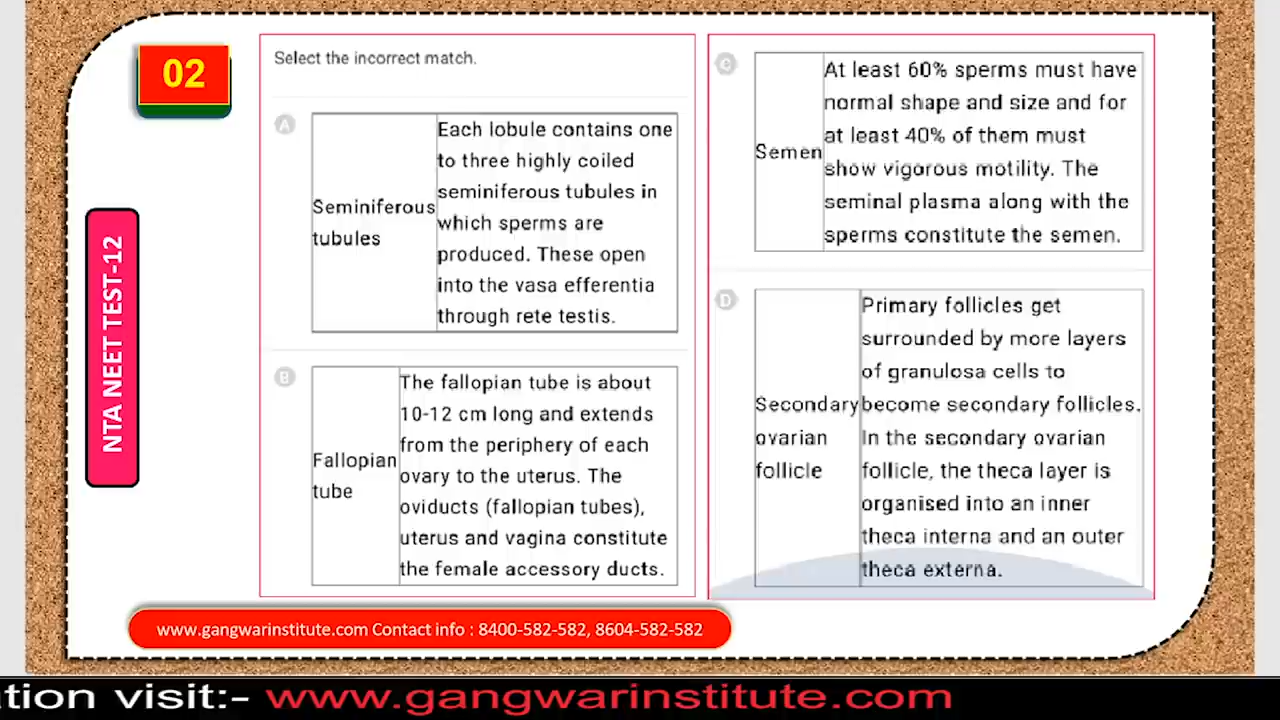 02
NTA NEET TEST-12
Select the incorrect match.
A
Seminiferous
tubules
Each lobule contains one
to three highly coiled
seminiferous tubules in
which sperms are
produced. These open
into the vasa efferentia
through rete testis.
B
Fallopian
tube
The fallopian tube is about
10-12 cm long and extends
from the periphery of each
ovary to the uterus. The
oviducts (fallopian tubes),
uterus and vagina constitute
the female accessory ducts.
C
Semen
At least 60% sperms must have
normal shape and size and for
at least 40% of them must
show vigorous motility. The
seminal plasma along with the
sperms constitute the semen.
D
Secondary
ovarian
follicle
Primary follicles get
surrounded by more layers
of granulosa cells to
become secondary follicles.
In the secondary ovarian
follicle, the theca layer is
organised into an inner
theca interna and an outer
theca externa.
www.gangwarinstitute.com Contact info : 8400-582-582, 8604-582-582
tion visit:- www.gangwarinstitute.com